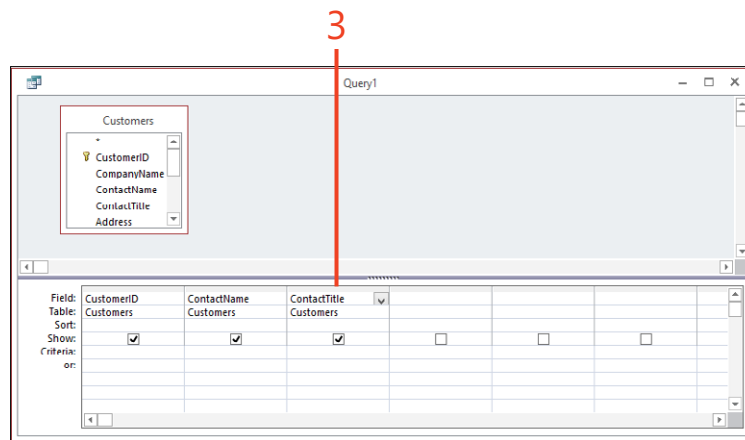 3
Query1
Customers
*
CustomerID
CompanyName
ContactName
ContactTitle
Address
Field: CustomerID ContactName ContactTitle
Table: Customers Customers Customers
Sort:
Show:
Criteria:
or: